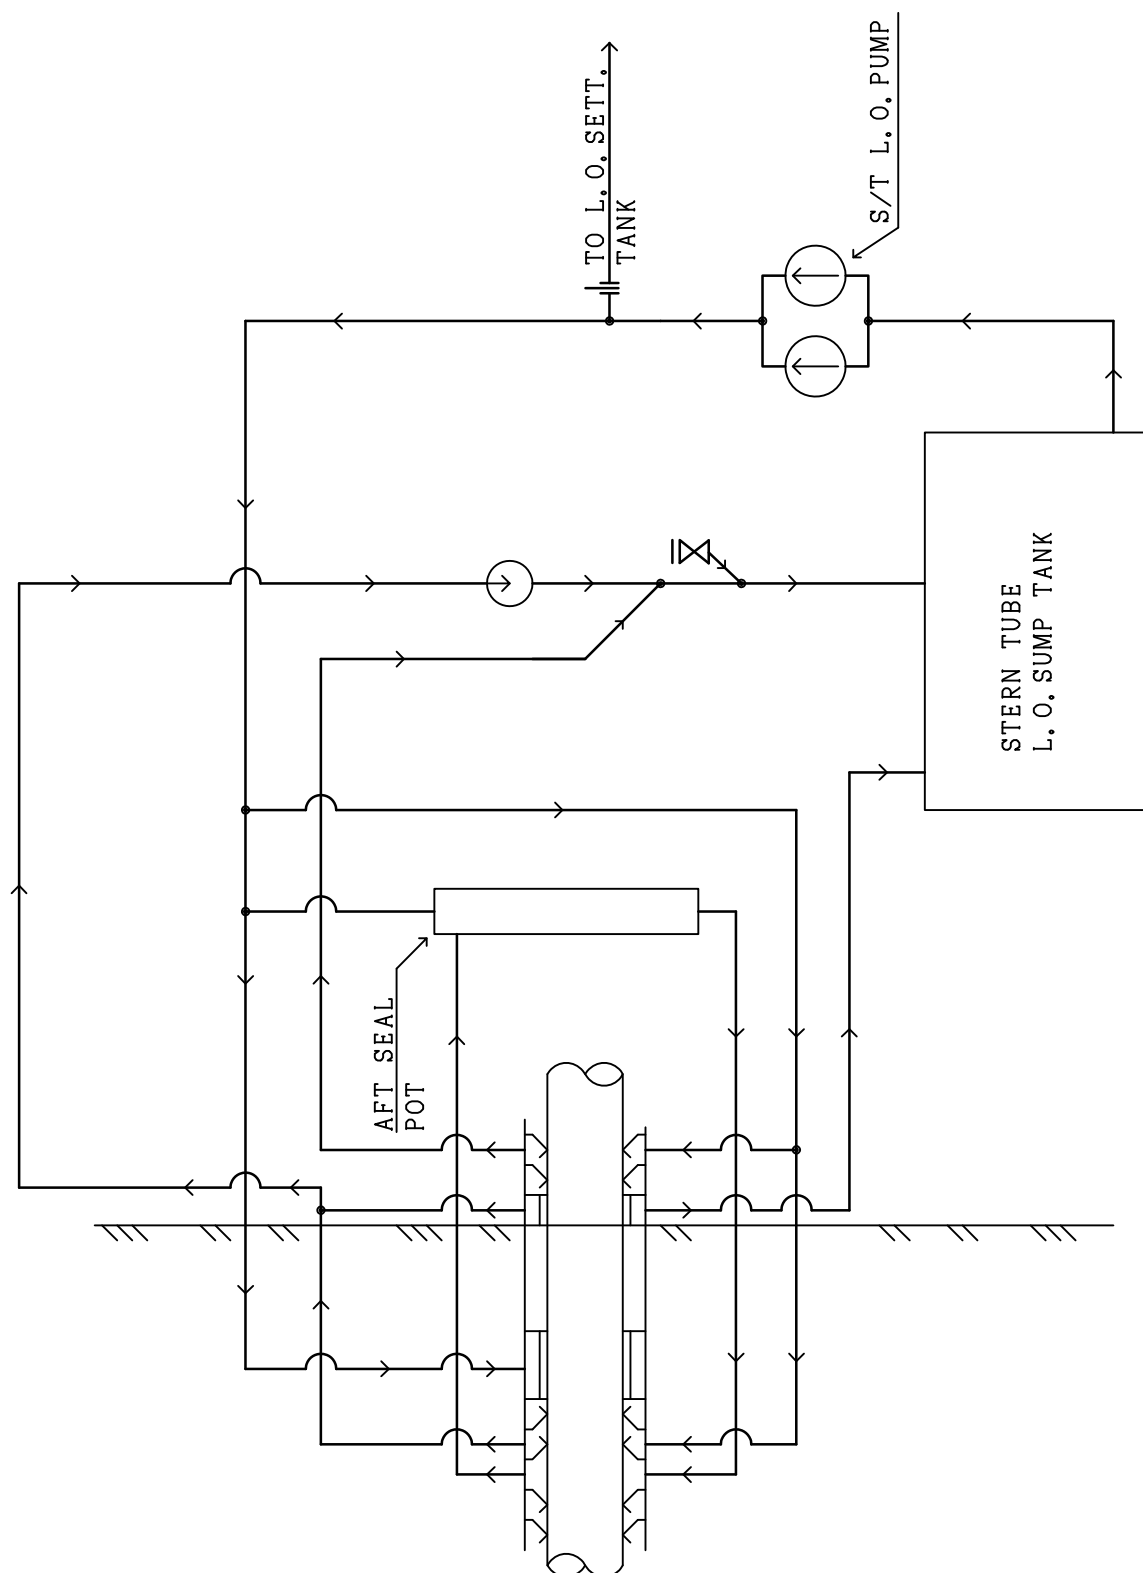 TO L.O. SETT.
TANK
S/T L.O. PUMP
STERN TUBE
L.O. SUMP TANK
AFT SEAL
POT